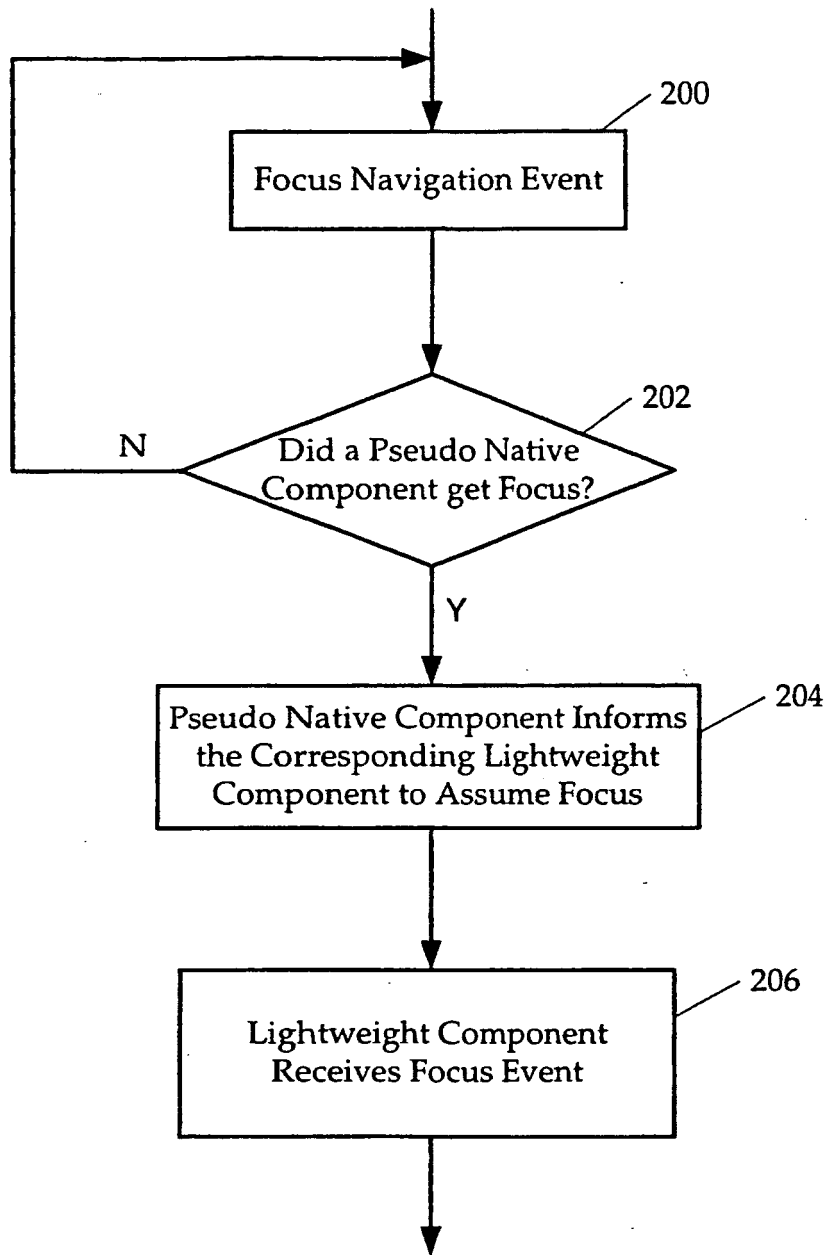 200
Focus Navigation Event
202
N
Did a Pseudo Native
Component get Focus?
Y
204
Pseudo Native Component Informs
the Corresponding Lightweight
Component to Assume Focus
206
Lightweight Component
Receives Focus Event